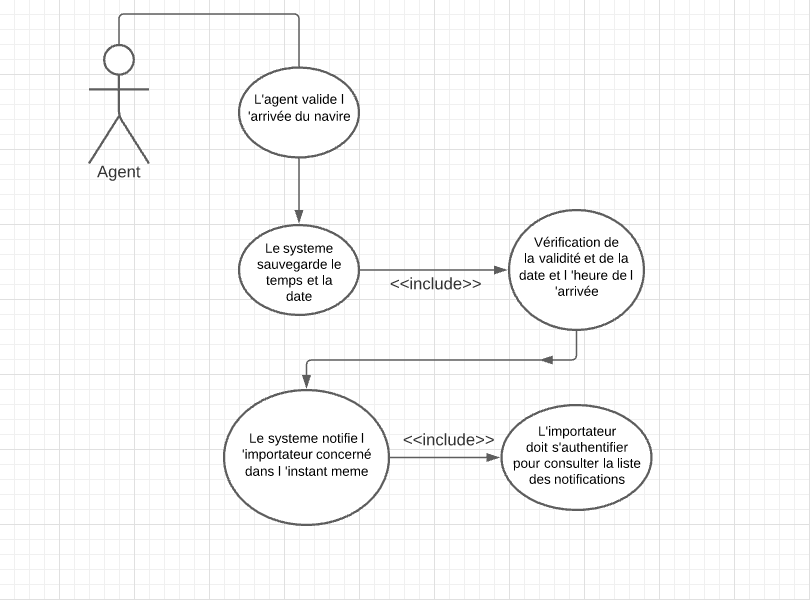 L'agent valide l
'arrivée du navire
Agent
Le systeme
sauvegarde le
temps et la
date
<<include>>
Vérification de
la validité et de la
date et l 'heure de l
'arrivée
Le systeme notifie l
'importateur concerné
dans l 'instant meme
<<include>>
L'importateur
doit s'authentifier
pour consulter la liste
des notifications